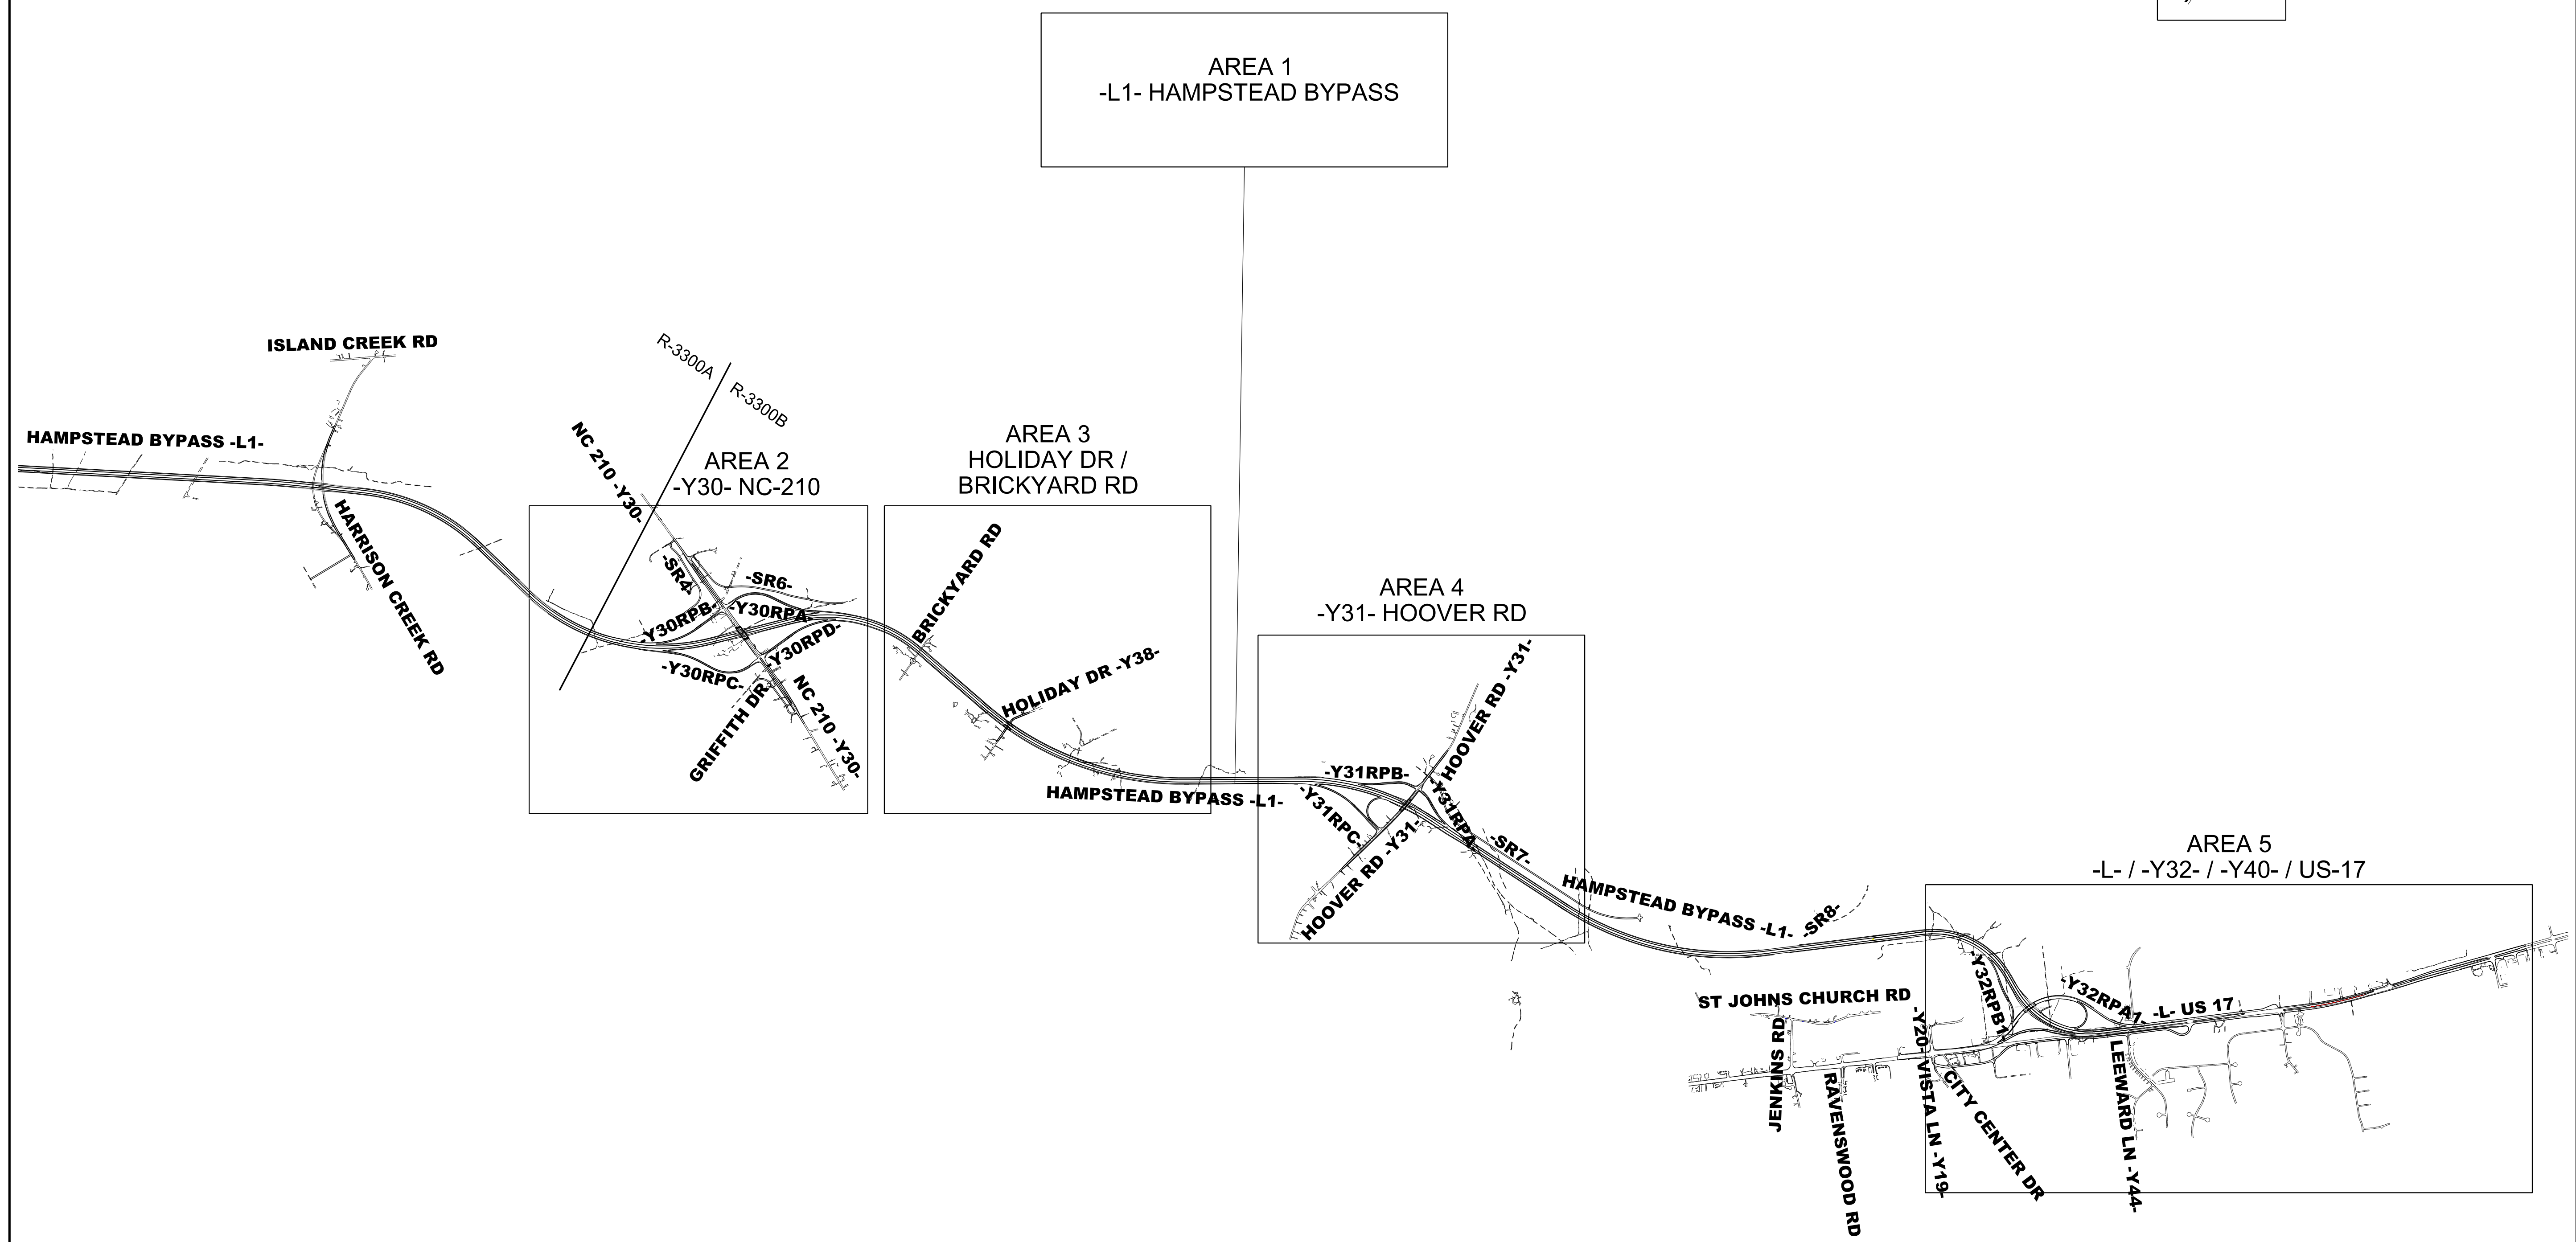 AREA 1
-L1- HAMPSTEAD BYPASS
ISLAND CREEK RD
HAMPSTEAD BYPASS -L1-
HARRISON CREEK RD
R-3300A
R-3300B
NC 210 -Y30-
AREA 2
-Y30- NC-210
-SR4-
-SR6-
-Y30RPB-
-Y30RPA-
-Y30RPD-
-Y30RPC-
GRIFFITH DR
NC 210 -Y30-
AREA 3
HOLIDAY DR /
BRICKYARD RD
BRICKYARD RD
HOLIDAY DR -Y38-
HAMPSTEAD BYPASS -L1-
AREA 4
-Y31- HOOVER RD
HOOVER RD -Y31-
-Y31RPB-
-Y31RPC-
-Y31RPA-
HOOVER RD -Y31-
-SR7-
HAMPSTEAD BYPASS -L1-
-SR8-
AREA 5
-L- / -Y32- / -Y40- / US-17
-Y32RPB1-
-Y32RPA1-
-L- US 17
ST JOHNS CHURCH RD
JENKINS RD
RAVENSWOOD RD
-Y20- VISTA LN -Y19-
CITY CENTER DR
LEEWARD LN -Y44-